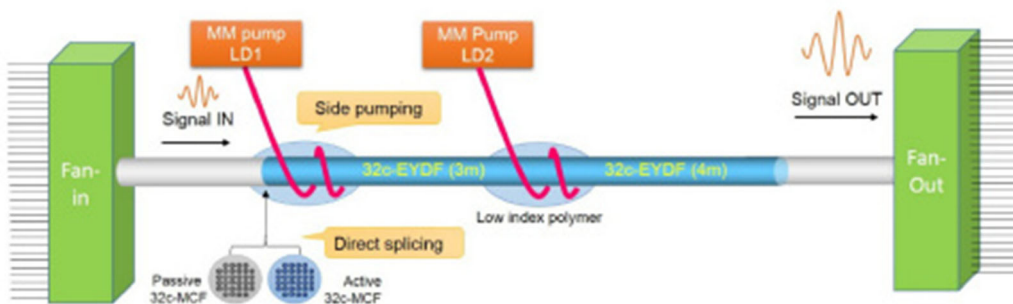 MM pump
LD1
MM Pump
LD2
Signal IN
Side pumping
Signal OUT
Fan-
in
32c-EYDF (3m)
32c-EYDF (4m)
Fan-
Out
Low index polymer
Direct splicing
Passive
32c-MCF
Active
32c-MCF